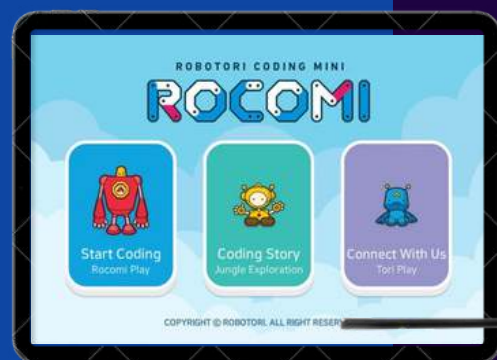 ROBOTORI CODING MINI
ROCOMI
Start Coding
Rocomi Play
Coding Story
Jungle Exploration
Connect With Us
Tori Play
COPYRIGHT © ROBOTORI. ALL RIGHT RESERV